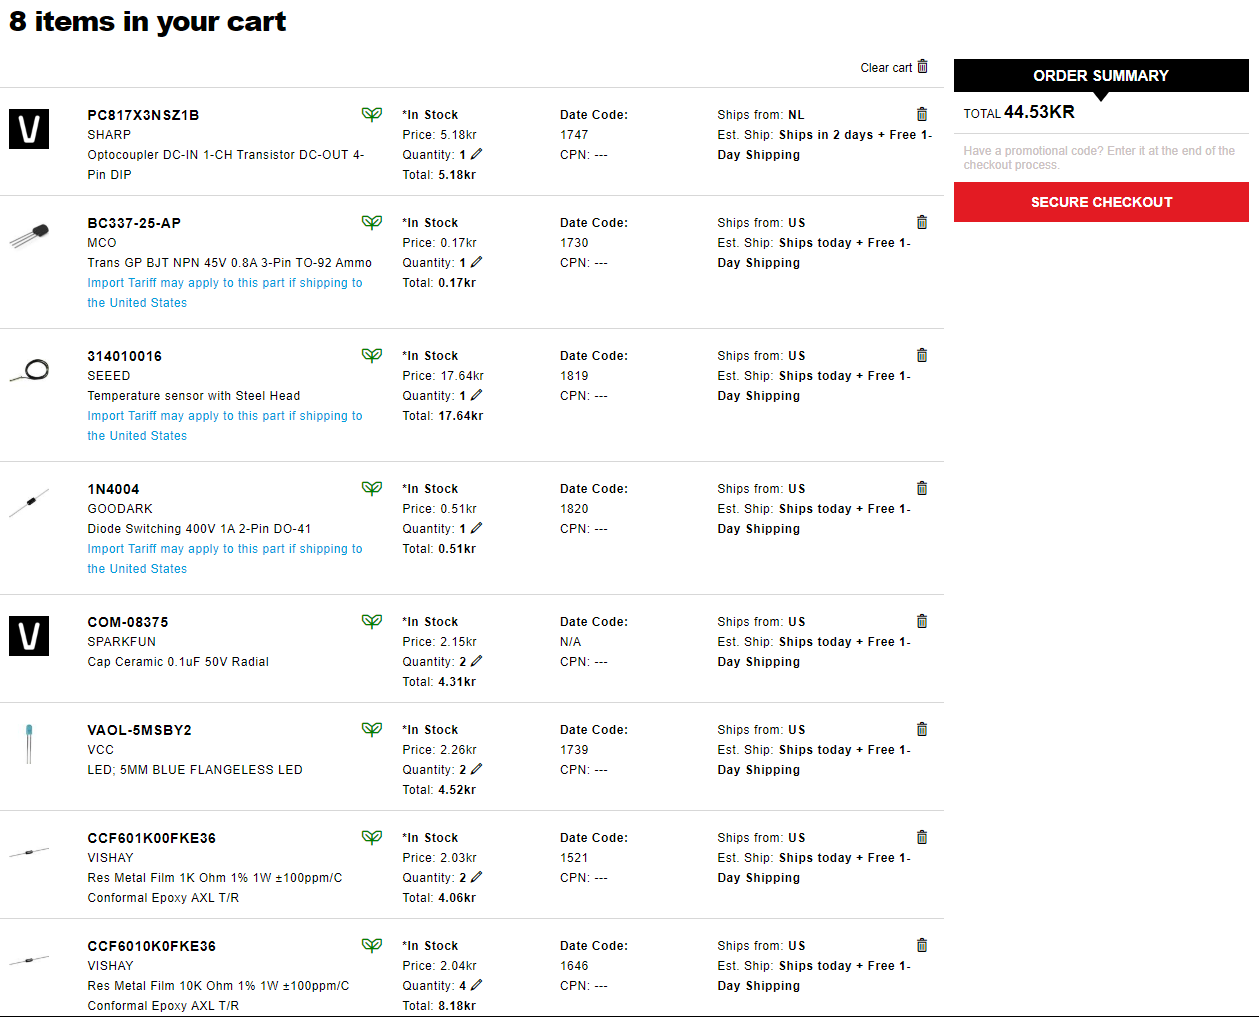 8 items in your cart
Clear cart
PC817X3NSZ1B
SHARP
Optocoupler DC-IN 1-CH Transistor DC-OUT 4-
Pin DIP
*In Stock
Price: 5.18kr
Quantity: 1
Total: 5.18kr
Date Code:
1747
CPN: ---
Ships from: NL
Est. Ship: Ships in 2 days + Free 1-
Day Shipping
BC337-25-AP
MCO
Trans GP BJT NPN 45V 0.8A 3-Pin TO-92 Ammo
Import Tariff may apply to this part if shipping to
the United States
*In Stock
Price: 0.17kr
Quantity: 1
Total: 0.17kr
Date Code:
1730
CPN: ---
Ships from: US
Est. Ship: Ships today + Free 1-
Day Shipping
314010016
SEEED
Temperature sensor with Steel Head
Import Tariff may apply to this part if shipping to
the United States
*In Stock
Price: 17.64kr
Quantity: 1
Total: 17.64kr
Date Code:
1819
CPN: ---
Ships from: US
Est. Ship: Ships today + Free 1-
Day Shipping
1N4004
GOODARK
Diode Switching 400V 1A 2-Pin DO-41
Import Tariff may apply to this part if shipping to
the United States
*In Stock
Price: 0.51kr
Quantity: 1
Total: 0.51kr
Date Code:
1820
CPN: ---
Ships from: US
Est. Ship: Ships today + Free 1-
Day Shipping
COM-08375
SPARKFUN
Cap Ceramic 0.1uF 50V Radial
*In Stock
Price: 2.15kr
Quantity: 2
Total: 4.31kr
Date Code:
N/A
CPN: ---
Ships from: US
Est. Ship: Ships today + Free 1-
Day Shipping
VAOL-5MSBY2
VCC
LED; 5MM BLUE FLANGELESS LED
*In Stock
Price: 2.26kr
Quantity: 2
Total: 4.52kr
Date Code:
1739
CPN: ---
Ships from: US
Est. Ship: Ships today + Free 1-
Day Shipping
CCF601K00FKE36
VISHAY
Res Metal Film 1K Ohm 1% 1W ±100ppm/C
Conformal Epoxy AXL T/R
*In Stock
Price: 2.03kr
Quantity: 2
Total: 4.06kr
Date Code:
1521
CPN: ---
Ships from: US
Est. Ship: Ships today + Free 1-
Day Shipping
CCF6010K0FKE36
VISHAY
Res Metal Film 10K Ohm 1% 1W ±100ppm/C
Conformal Epoxy AXL T/R
*In Stock
Price: 2.04kr
Quantity: 4
Total: 8.18kr
Date Code:
1646
CPN: ---
Ships from: US
Est. Ship: Ships today + Free 1-
Day Shipping
ORDER SUMMARY
TOTAL 44.53KR
Have a promotional code? Enter it at the end of the
checkout process.
SECURE CHECKOUT